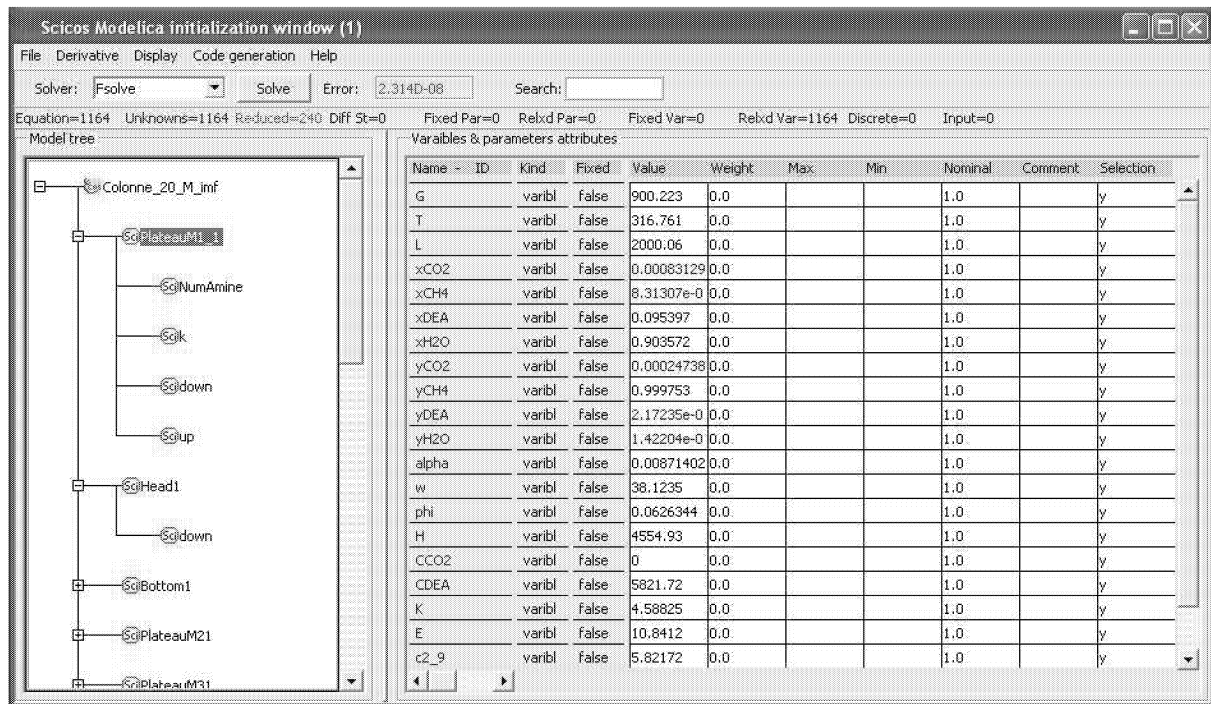 Scicos Modelica initialization window (1)
File Derivative Display Code generation Help
Solver: Fsolve Solve Error: 2.314D-08 Search:
Equation=1164 Unknowns=1164 Reduced=240 Diff St=0 Fixed Par=0 Relxd Par=0 Fixed Var=0 Relxd Var=1164 Discrete=0 Input=0
Model tree
Colonne_20_M_imf
Sci PlateauM1_1
Sci NumAmine
Sci k
Sci down
Sci up
Sci Head1
Sci down
Sci Bottom1
Sci PlateauM21
Sci PlateauM31
Varaibles & parameters attributes
Name - ID Kind Fixed Value Weight Max Min Nominal Comment Selection
G varibl false 900.223 0.0 1.0 y
T varibl false 316.761 0.0 1.0 y
L varibl false 2000.06 0.0 1.0 y
xCO2 varibl false 0.00083129 0.0 1.0 y
xCH4 varibl false 8.31307e-0 0.0 1.0 y
xDEA varibl false 0.095397 0.0 1.0 y
xH2O varibl false 0.903572 0.0 1.0 y
yCO2 varibl false 0.00024738 0.0 1.0 y
yCH4 varibl false 0.999753 0.0 1.0 y
yDEA varibl false 2.17235e-0 0.0 1.0 y
yH2O varibl false 1.42204e-0 0.0 1.0 y
alpha varibl false 0.00871402 0.0 1.0 y
w varibl false 38.1235 0.0 1.0 y
phi varibl false 0.0626344 0.0 1.0 y
H varibl false 4554.93 0.0 1.0 y
CCO2 varibl false 0 0.0 1.0 y
CDEA varibl false 5821.72 0.0 1.0 y
K varibl false 4.58825 0.0 1.0 y
E varibl false 10.8412 0.0 1.0 y
c2_9 varibl false 5.82172 0.0 1.0 y